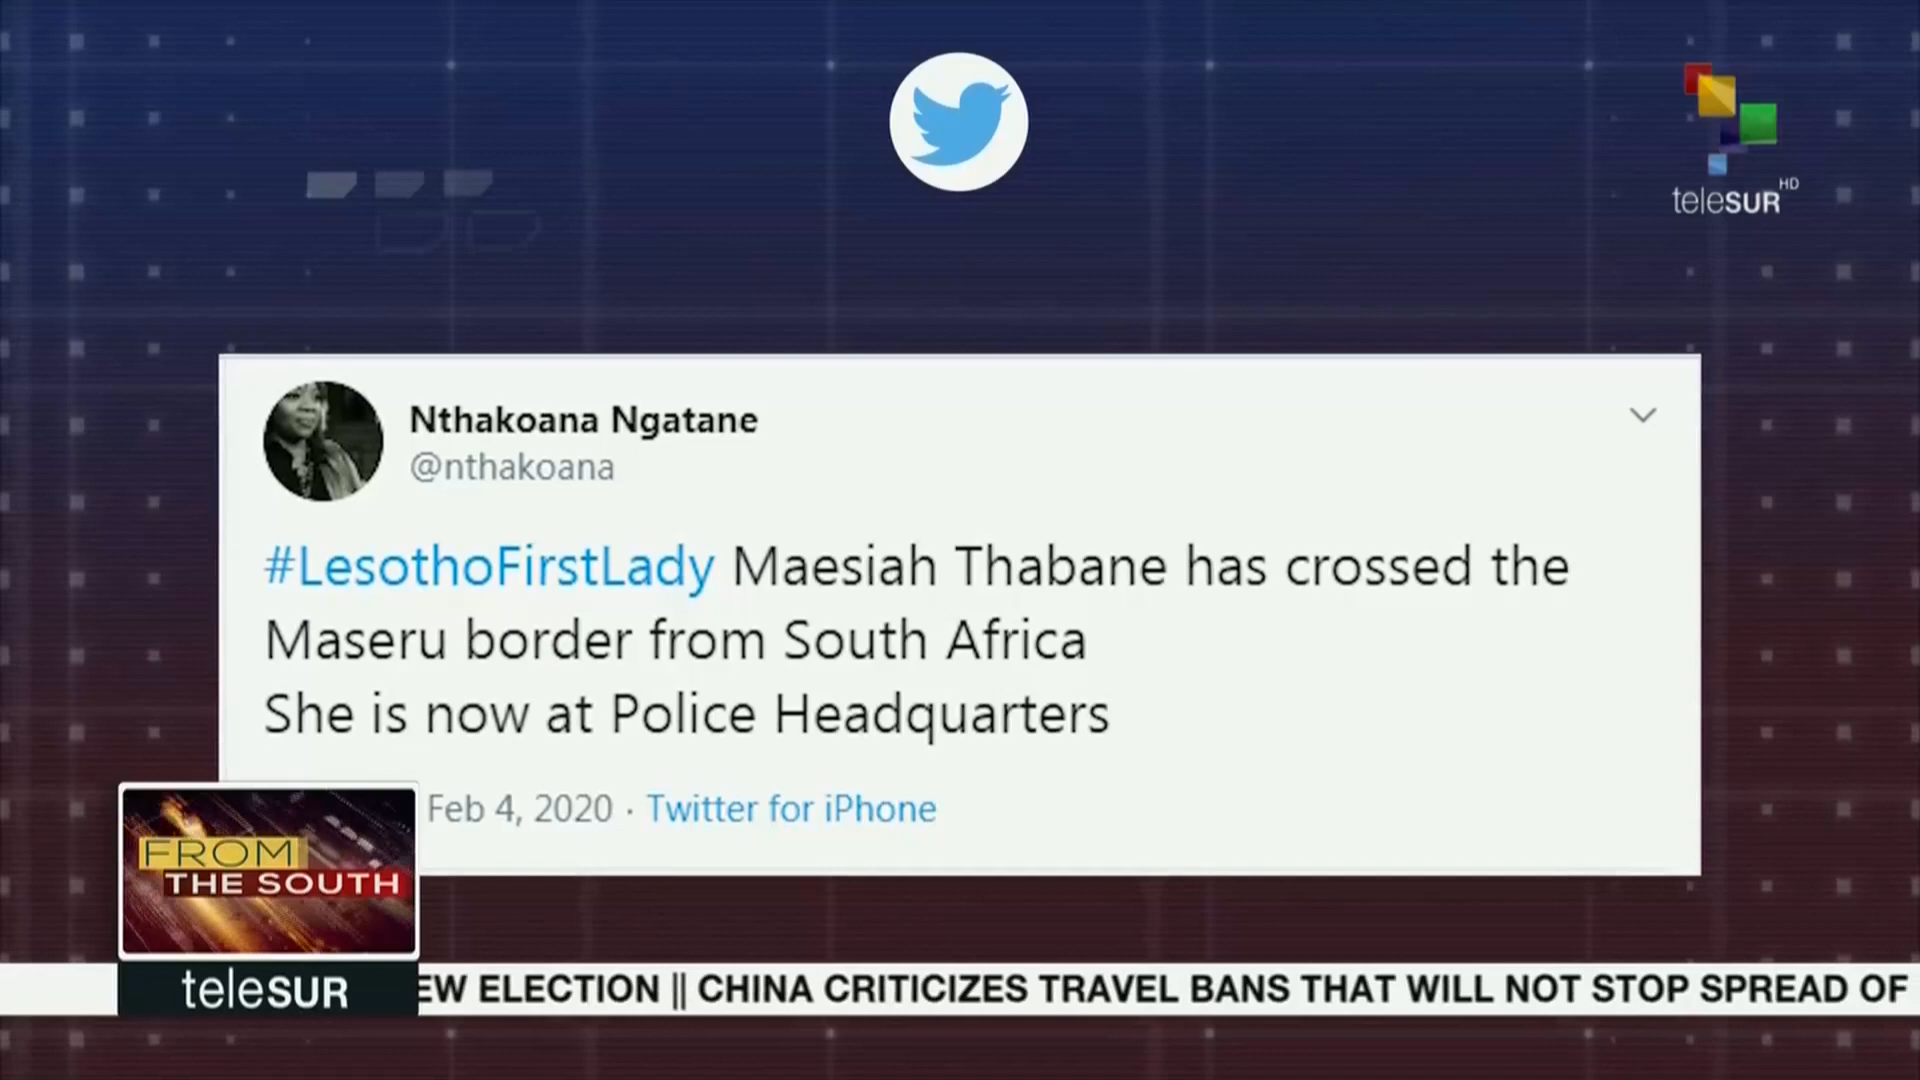 teleSUR HD
Nthakoana Ngatane
@nthakoana
#LesothoFirstLady Maesiah Thabane has crossed the
Maseru border from South Africa
She is now at Police Headquarters
Feb 4, 2020 · Twitter for iPhone
FROM
THE SOUTH
teleSUR
EW ELECTION || CHINA CRITICIZES TRAVEL BANS THAT WILL NOT STOP SPREAD OF